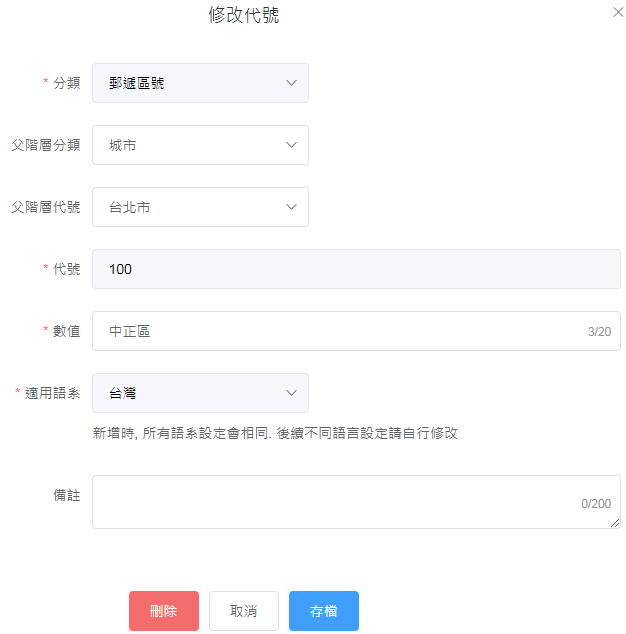 修改代號
* 分類 郵遞區號
父階層分類 城市
父階層代號 台北市
* 代號 100
* 數值 中正區 3/20
* 適用語系 台灣
新增時, 所有語系設定會相同. 後續不同語言設定請自行修改
備註 0/200
刪除 取消 存檔